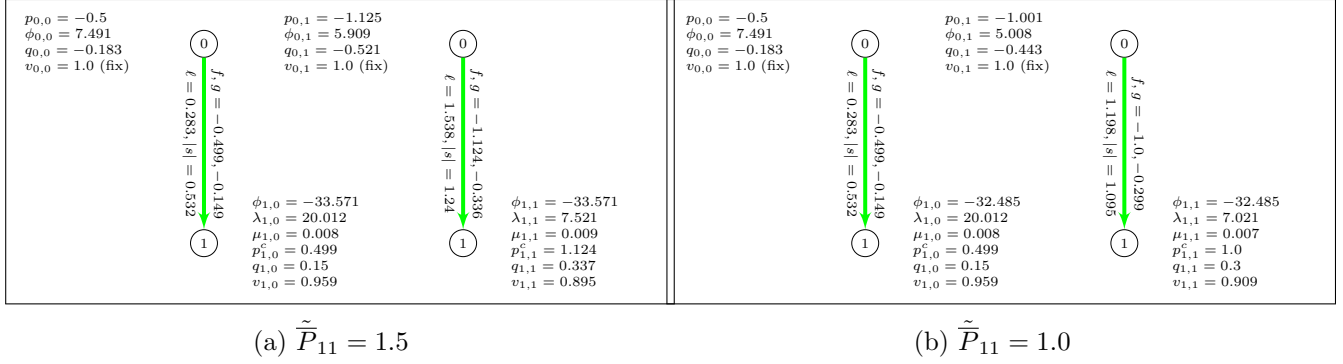 p_{0,0} = −0.5
ϕ_{0,0} = 7.491
q_{0,0} = −0.183
v_{0,0} = 1.0 (fix)
0
f, g = −0.499, −0.149
ℓ = 0.283, |s| = 0.532
1
ϕ_{1,0} = −33.571
λ_{1,0} = 20.012
μ_{1,0} = 0.008
p^c_{1,0} = 0.499
q_{1,0} = 0.15
v_{1,0} = 0.959
p_{0,1} = −1.125
ϕ_{0,1} = 5.909
q_{0,1} = −0.521
v_{0,1} = 1.0 (fix)
0
f, g = −1.124, −0.336
ℓ = 1.538, |s| = 1.24
1
ϕ_{1,1} = −33.571
λ_{1,1} = 7.521
μ_{1,1} = 0.009
p^c_{1,1} = 1.124
q_{1,1} = 0.337
v_{1,1} = 0.895
(a) \tilde{\overline{P}}_{11} = 1.5
p_{0,0} = −0.5
ϕ_{0,0} = 7.491
q_{0,0} = −0.183
v_{0,0} = 1.0 (fix)
0
f, g = −0.499, −0.149
ℓ = 0.283, |s| = 0.532
1
ϕ_{1,0} = −32.485
λ_{1,0} = 20.012
μ_{1,0} = 0.008
p^c_{1,0} = 0.499
q_{1,0} = 0.15
v_{1,0} = 0.959
p_{0,1} = −1.001
ϕ_{0,1} = 5.008
q_{0,1} = −0.443
v_{0,1} = 1.0 (fix)
0
f, g = −1.0, −0.299
ℓ = 1.198, |s| = 1.095
1
ϕ_{1,1} = −32.485
λ_{1,1} = 7.021
μ_{1,1} = 0.007
p^c_{1,1} = 1.0
q_{1,1} = 0.3
v_{1,1} = 0.909
(b) \tilde{\overline{P}}_{11} = 1.0